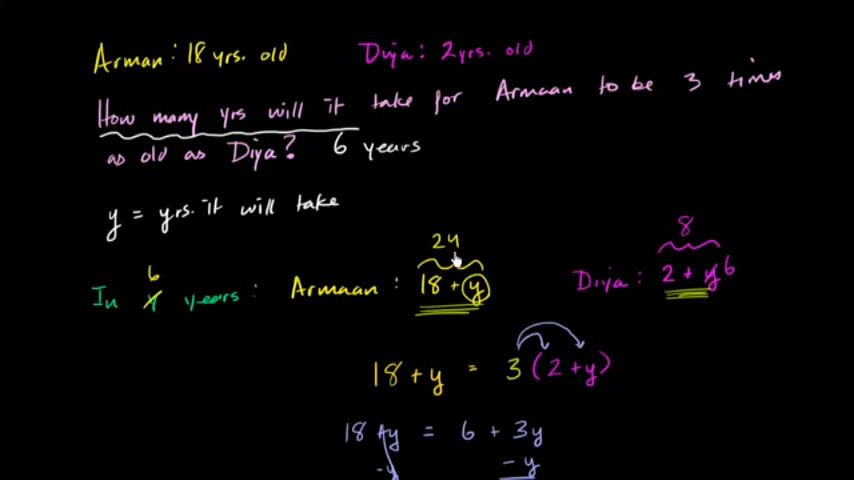 Arman: 18 yrs. old Diya: 2 yrs. old
How many yrs will it take for Armaan to be 3 times
as old as Diya? 6 years
y = yrs. it will take
24 8
6
In y years: Armaan: 18 + y Diya: 2 + y 6
18 + y = 3 (2 + y)
18 + y = 6 + 3y
-y - y